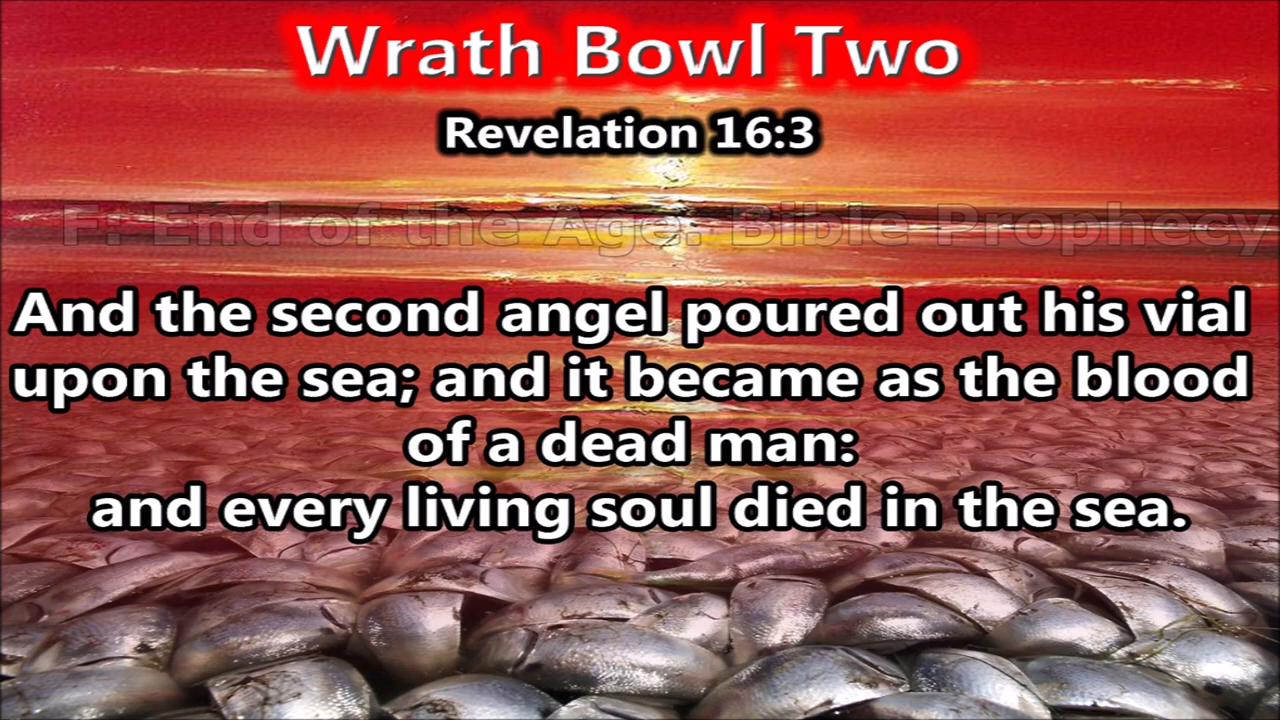 Wrath Bowl Two
Revelation 16:3
F: End of the Age: Bible Prophecy
And the second angel poured out his vial
upon the sea; and it became as the blood
of a dead man:
and every living soul died in the sea.